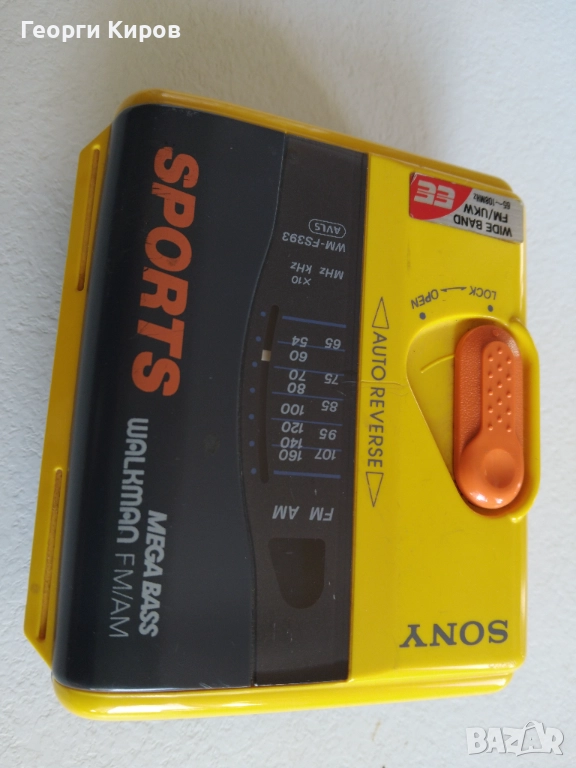 Георги Киров
SPORTS
MEGA BASS
WALKMAN FM/AM
WM-FS393
AVLS
X10
MHz kHz
65 54
60
75 70
80
85 100
95 120
140
107 160
FM AM
AUTO REVERSE
LOCK OPEN
WIDE BAND
FM/UKW
65~108MHz
EE
SONY
BAZAR